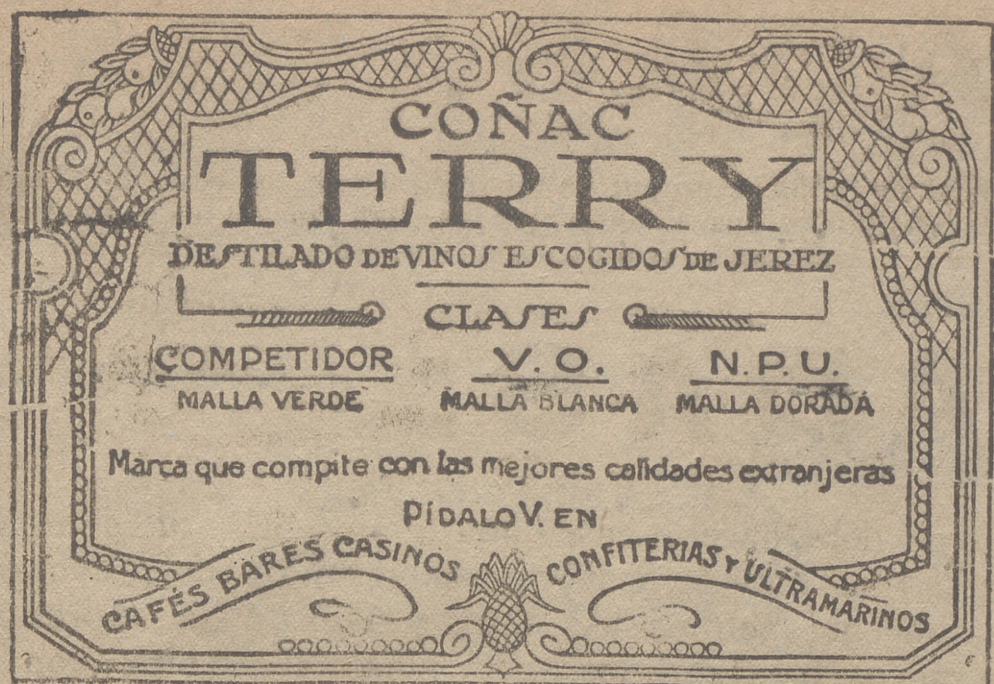 COÑAC
TERRY
DESTILADO DE VINOS ESCOGIDOS DE JEREZ
CLASES
COMPETIDOR V. O. N. P. U.
MALLA VERDE MALLA BLANCA MALLA DORADA
Marca que compite con las mejores calidades extranjeras
PÍDALO V. EN
CAFÉS BARES CASINOS CONFITERIAS Y ULTRAMARINOS